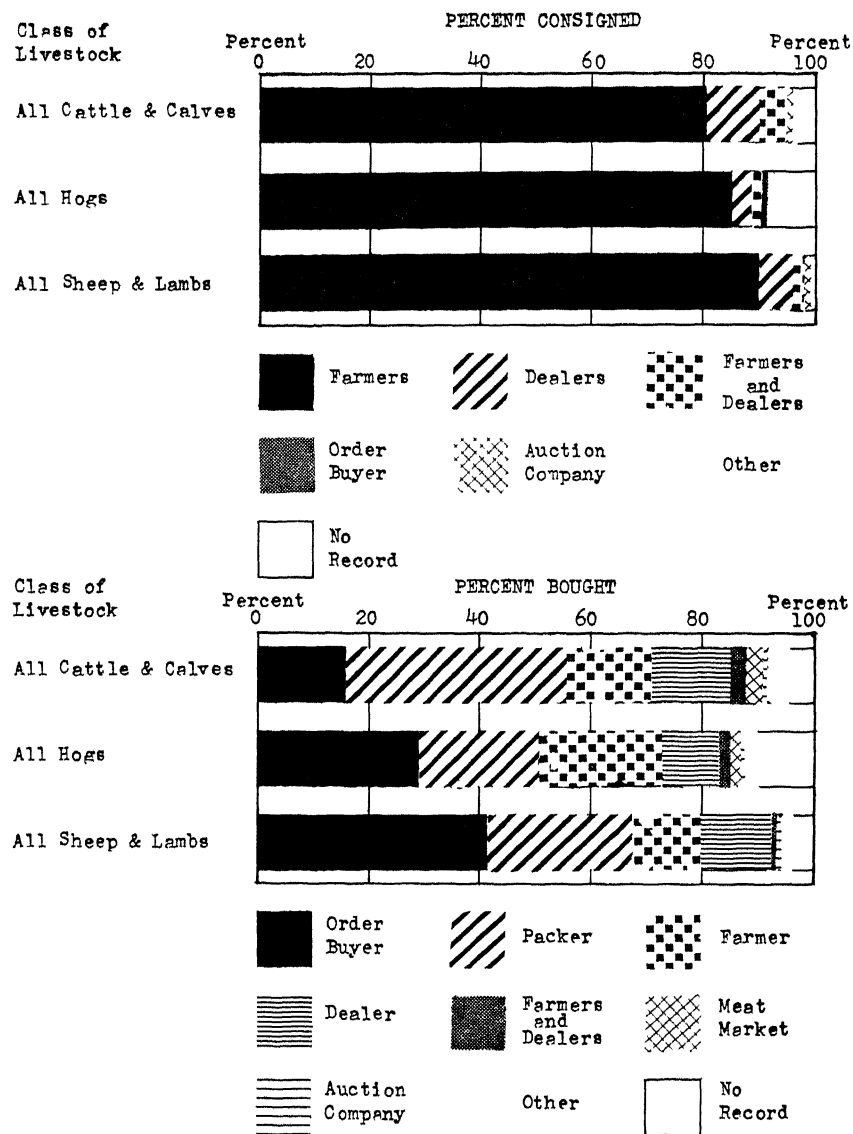 PERCENT CONSIGNED
Class of
Livestock
Percent Percent
0 20 40 60 80 100
All Cattle & Calves
All Hogs
All Sheep & Lambs
Farmers
Dealers
Farmers
and
Dealers
Order
Buyer
Auction
Company
Other
No
Record
PERCENT BOUGHT
Class of
Livestock
Percent Percent
0 20 40 60 80 100
All Cattle & Calves
All Hogs
All Sheep & Lambs
Order
Buyer
Packer
Farmer
Dealer
Farmers
and
Dealers
Meat
Market
Auction
Company
Other
No
Record